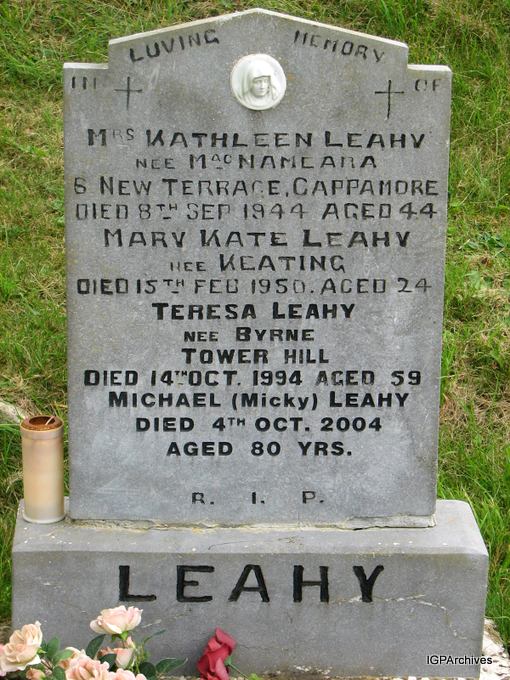 LOVING MEMORY
IN OF
MRS KATHLEEN LEAHY
NEE MACNAMEARA
6 NEW TERRACE, CAPPAMORE
DIED 8TH SEP 1944 AGED 44
MARY KATE LEAHY
NEE KEATING
DIED 15TH FEB 1950. AGED 24
TERESA LEAHY
NEE BYRNE
TOWER HILL
DIED 14TH OCT. 1994 AGED 59
MICHAEL (Micky) LEAHY
DIED 4TH OCT. 2004
AGED 80 YRS.
R. I. P.
LEAHY
IGPArchives